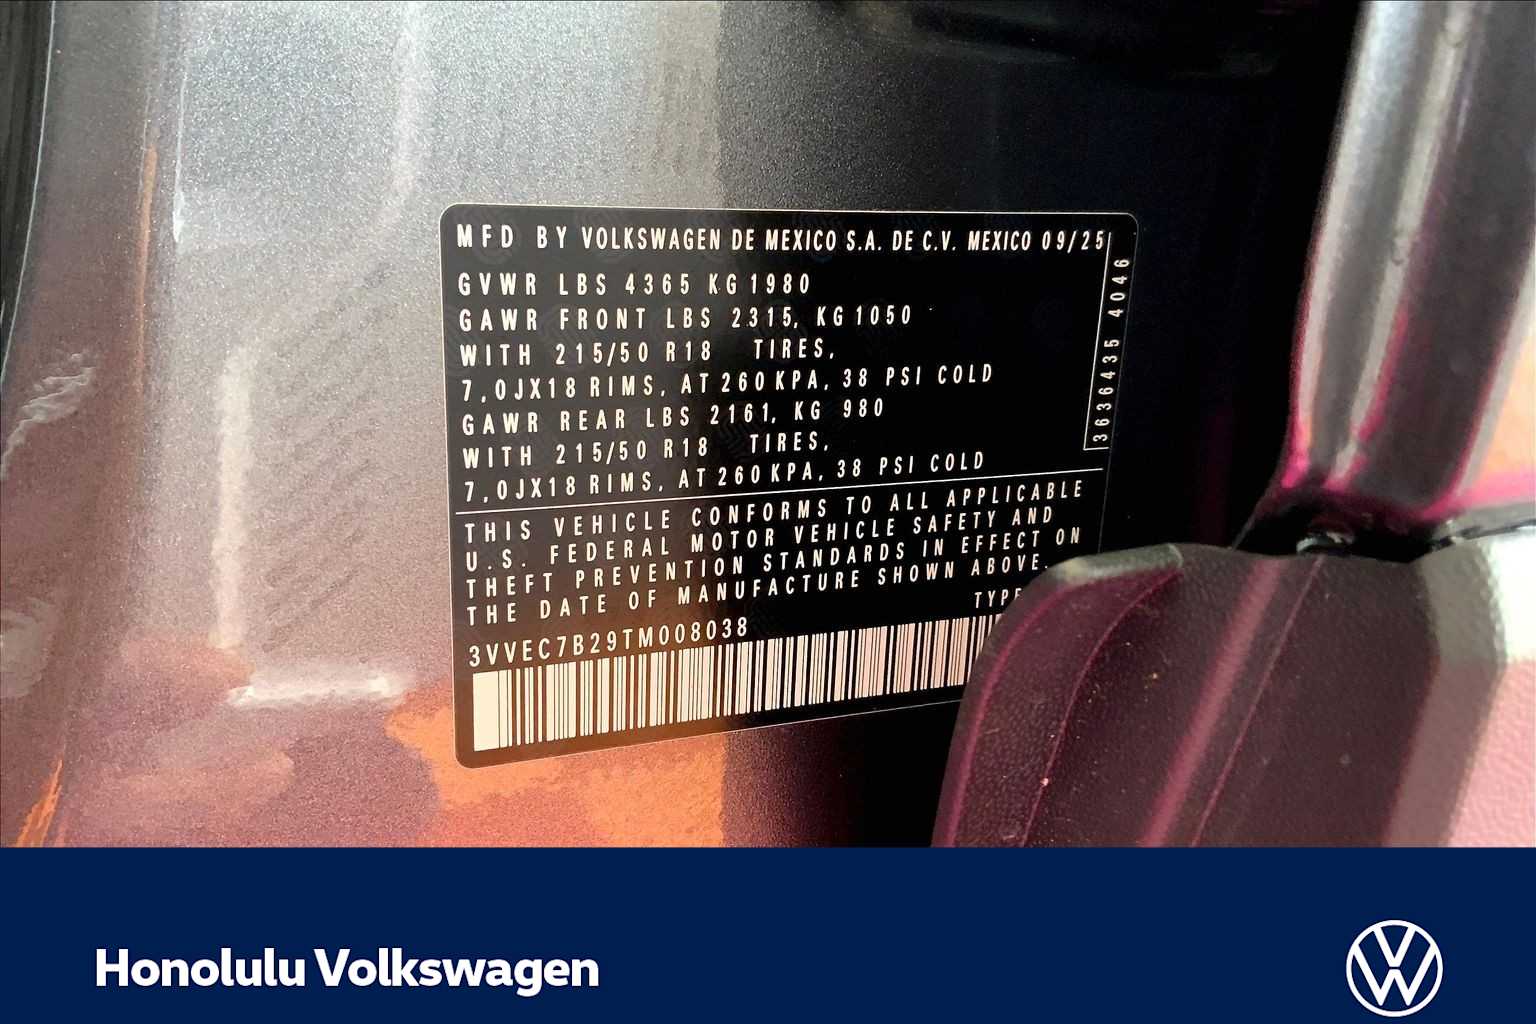 MFD BY VOLKSWAGEN DE MEXICO S.A. DE C.V. MEXICO 09/25
GVWR LBS 4365 KG 1980
GAWR FRONT LBS 2315, KG 1050
WITH 215/50 R18 TIRES,
7,0JX18 RIMS, AT 260 KPA, 38 PSI COLD
GAWR REAR LBS 2161, KG 980
WITH 215/50 R18 TIRES,
7,0JX18 RIMS, AT 260 KPA, 38 PSI COLD
3636435 4046
THIS VEHICLE CONFORMS TO ALL APPLICABLE
U.S. FEDERAL MOTOR VEHICLE SAFETY AND
THEFT PREVENTION STANDARDS IN EFFECT ON
THE DATE OF MANUFACTURE SHOWN ABOVE.
TYPE
3VVEC7B29TM008038
Honolulu Volkswagen